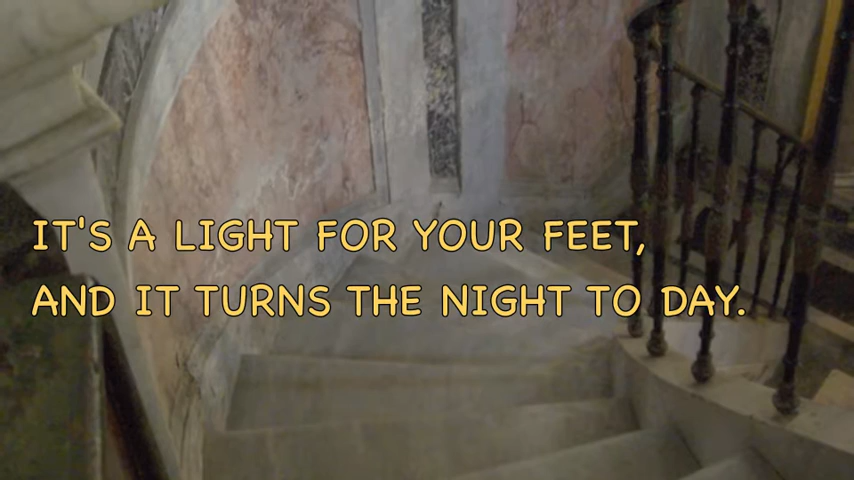 IT'S A LIGHT FOR YOUR FEET,
AND IT TURNS THE NIGHT TO DAY.